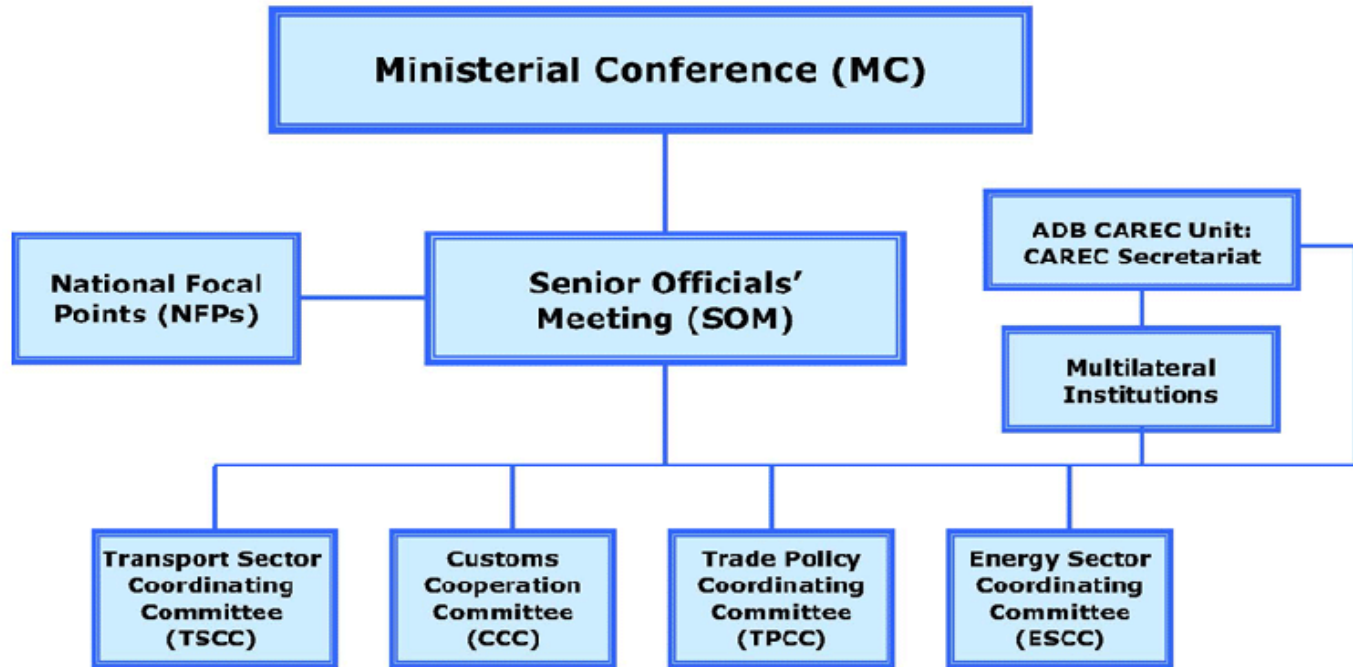 Ministerial Conference (MC)
ADB CAREC Unit:
CAREC Secretariat
National Focal
Points (NFPs)
Senior Officials’
Meeting (SOM)
Multilateral
Institutions
Transport Sector
Coordinating
Committee
(TSCC)
Customs
Cooperation
Committee
(CCC)
Trade Policy
Coordinating
Committee
(TPCC)
Energy Sector
Coordinating
Committee
(ESCC)